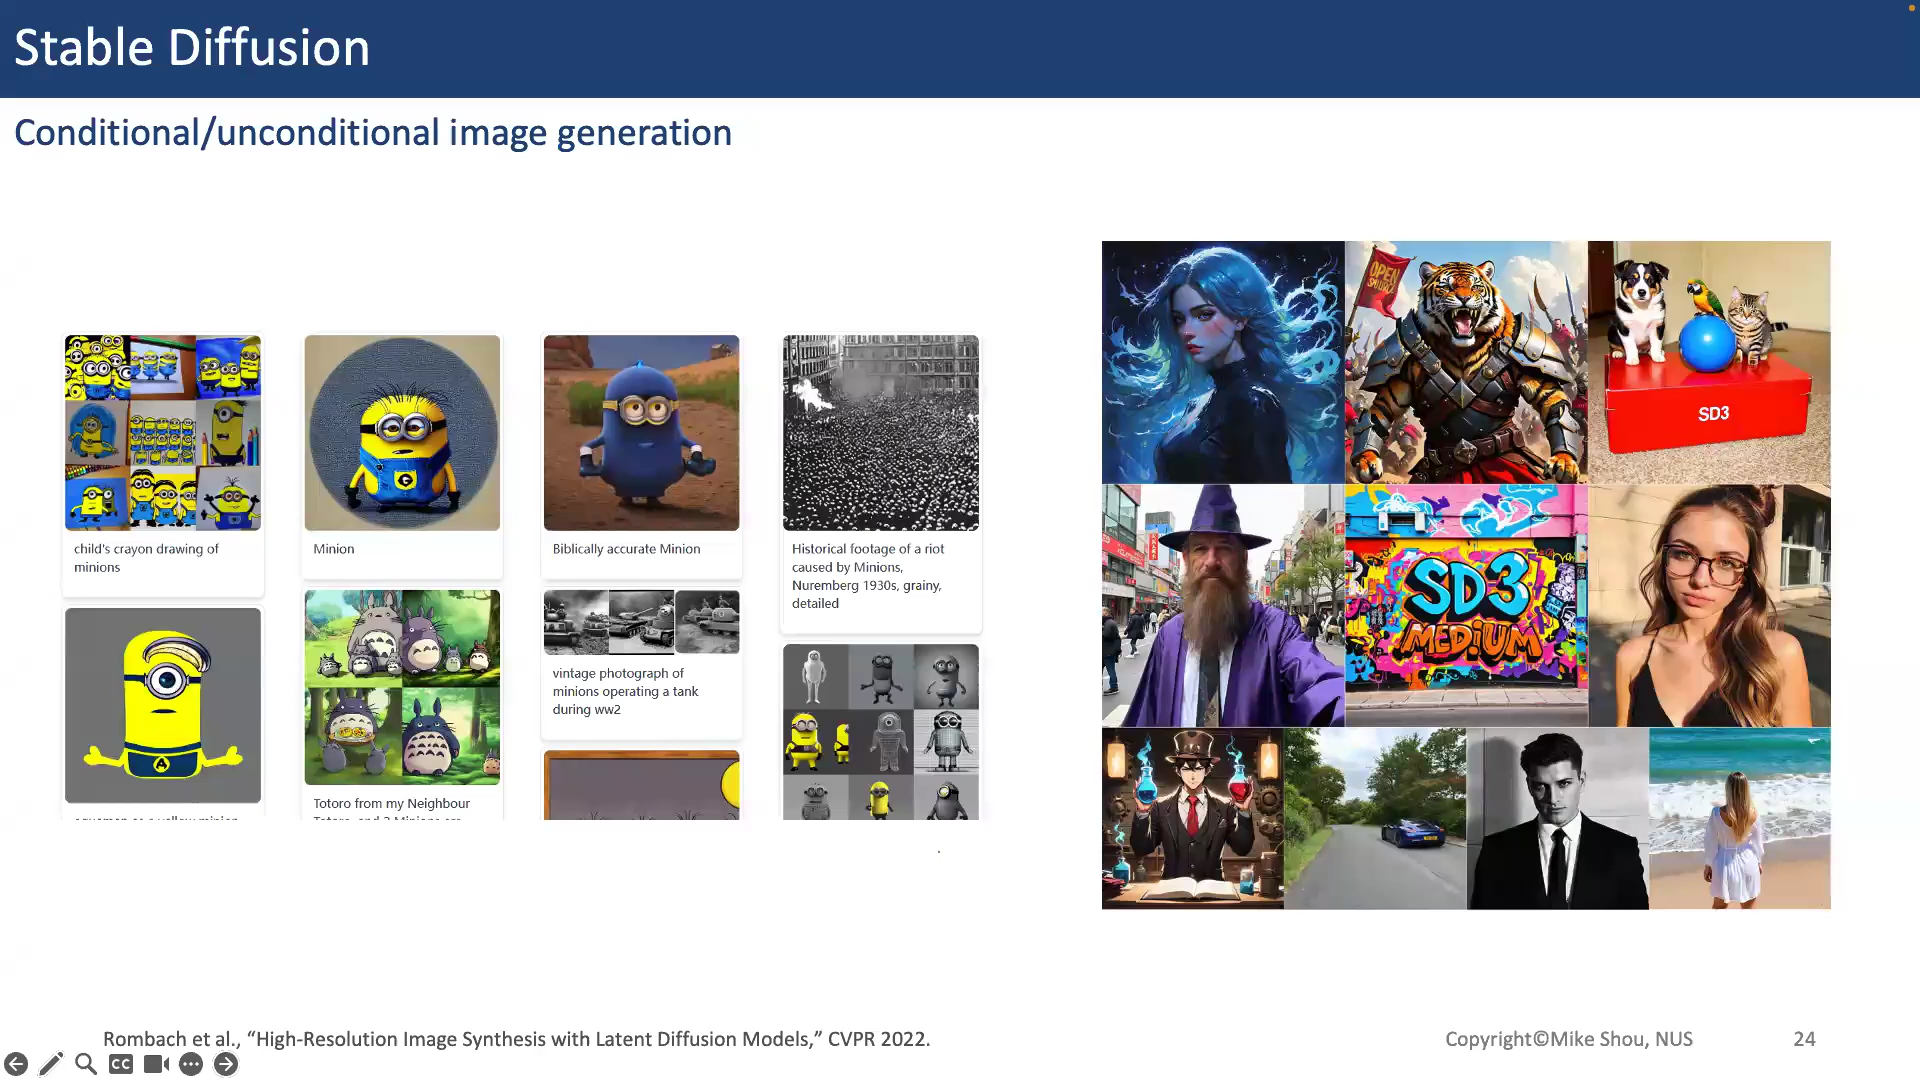 Stable Diffusion
Conditional/unconditional image generation
child's crayon drawing of
minions
Minion
Biblically accurate Minion
Historical footage of a riot
caused by Minions,
Nuremberg 1930s, grainy,
detailed
vintage photograph of
minions operating a tank
during ww2
Totoro from my Neighbour
OPEN
SD3
SD3
MEDIUM
Rombach et al., “High-Resolution Image Synthesis with Latent Diffusion Models,” CVPR 2022.
Copyright©Mike Shou, NUS
24
CC